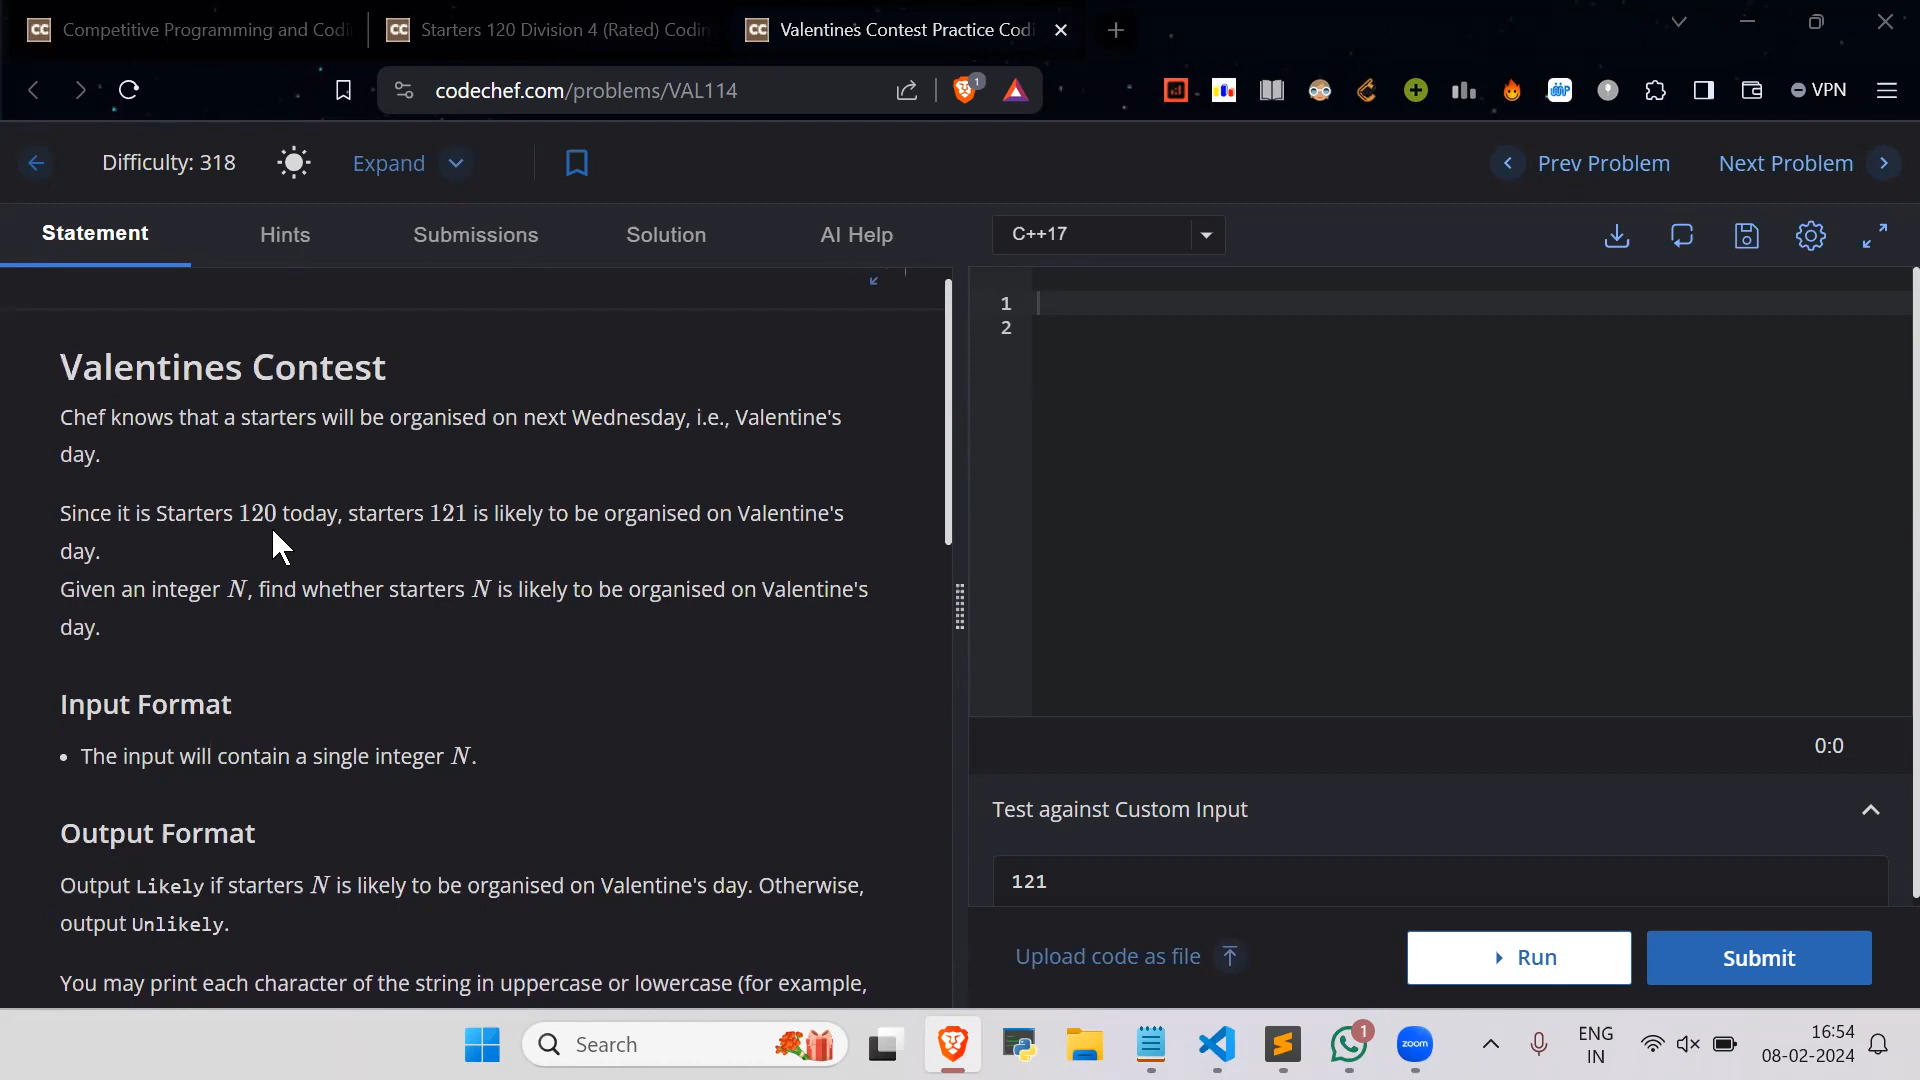 CC Competitive Programming and Codi
CC Starters 120 Division 4 (Rated) Codin
CC Valentines Contest Practice Codi
codechef.com/problems/VAL114
1
VPN
Difficulty: 318
Expand
Prev Problem
Next Problem
Statement
Hints
Submissions
Solution
AI Help
C++17
1
2
Valentines Contest
Chef knows that a starters will be organised on next Wednesday, i.e., Valentine's
day.
Since it is Starters 120 today, starters 121 is likely to be organised on Valentine's
day.
Given an integer N, find whether starters N is likely to be organised on Valentine's
day.
Input Format
• The input will contain a single integer N.
Output Format
Output Likely if starters N is likely to be organised on Valentine's day. Otherwise,
output Unlikely.
You may print each character of the string in uppercase or lowercase (for example,
0:0
Test against Custom Input
121
Upload code as file
Run
Submit
Search
1
zoom
ENG
IN
16:54
08-02-2024